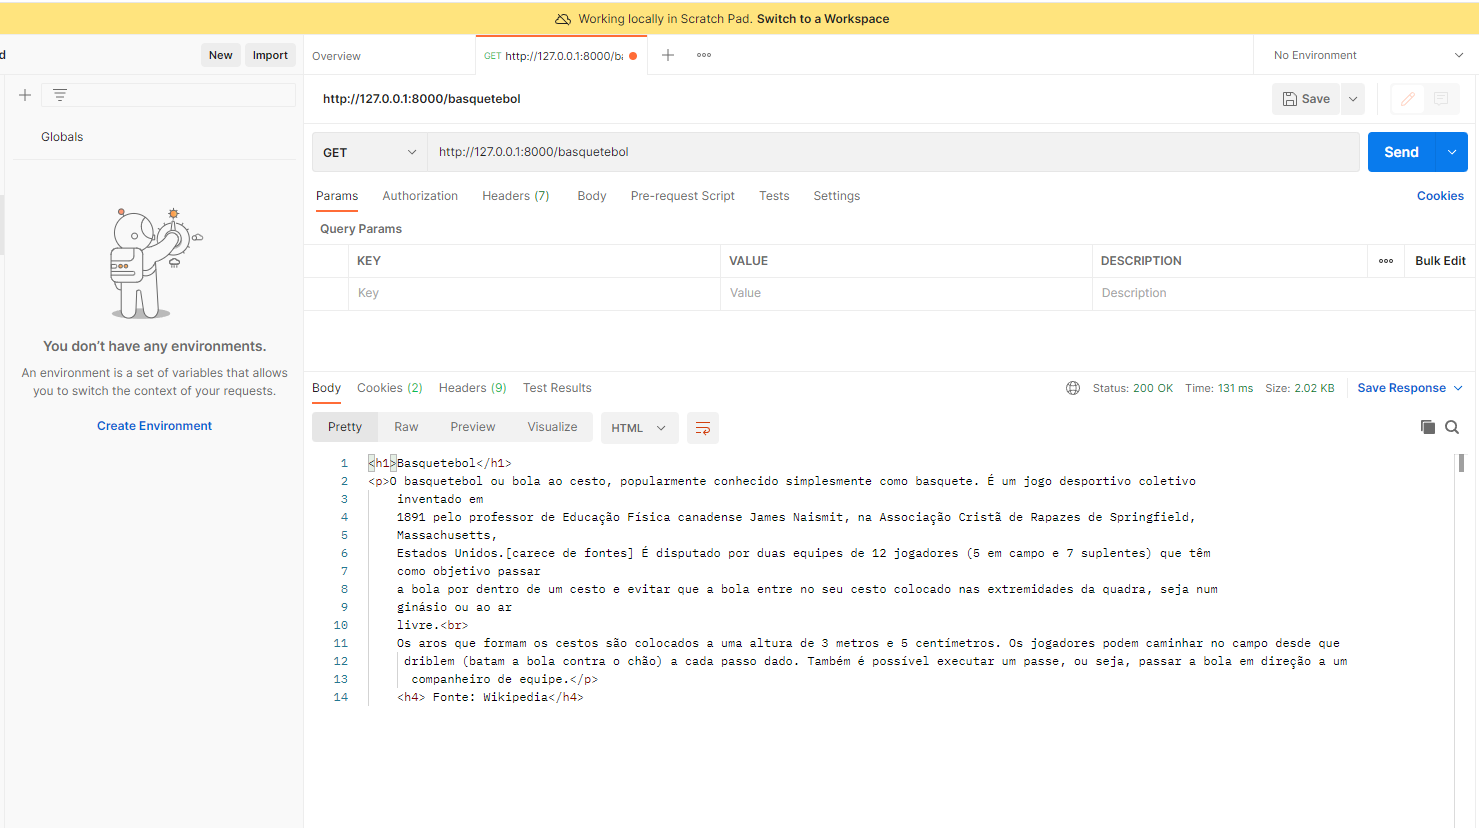 Working locally in Scratch Pad. Switch to a Workspace
d
New
Import
Overview
GET http://127.0.0.1:8000/b
No Environment
Globals
http://127.0.0.1:8000/basquetebol
Save
GET
http://127.0.0.1:8000/basquetebol
Send
Params
Authorization
Headers (7)
Body
Pre-request Script
Tests
Settings
Cookies
Query Params
KEY
VALUE
DESCRIPTION
Bulk Edit
Key
Value
Description
You don't have any environments.
An environment is a set of variables that allows
you to switch the context of your requests.
Create Environment
Body
Cookies (2)
Headers (9)
Test Results
Status: 200 OK
Time: 131 ms
Size: 2.02 KB
Save Response
Pretty
Raw
Preview
Visualize
HTML
1 <h1>Basquetebol</h1>
2 <p>O basquetebol ou bola ao cesto, popularmente conhecido simplesmente como basquete. É um jogo desportivo coletivo
3 inventado em
4 1891 pelo professor de Educação Física canadense James Naismit, na Associação Cristã de Rapazes de Springfield,
5 Massachusetts,
6 Estados Unidos.[carece de fontes] É disputado por duas equipes de 12 jogadores (5 em campo e 7 suplentes) que têm
7 como objetivo passar
8 a bola por dentro de um cesto e evitar que a bola entre no seu cesto colocado nas extremidades da quadra, seja num
9 ginásio ou ao ar
10 livre.<br>
11 Os aros que formam os cestos são colocados a uma altura de 3 metros e 5 centímetros. Os jogadores podem caminhar no campo desde que
12 driblem (batam a bola contra o chão) a cada passo dado. Também é possível executar um passe, ou seja, passar a bola em direção a um
13 companheiro de equipe.</p>
14 <h4> Fonte: Wikipedia</h4>